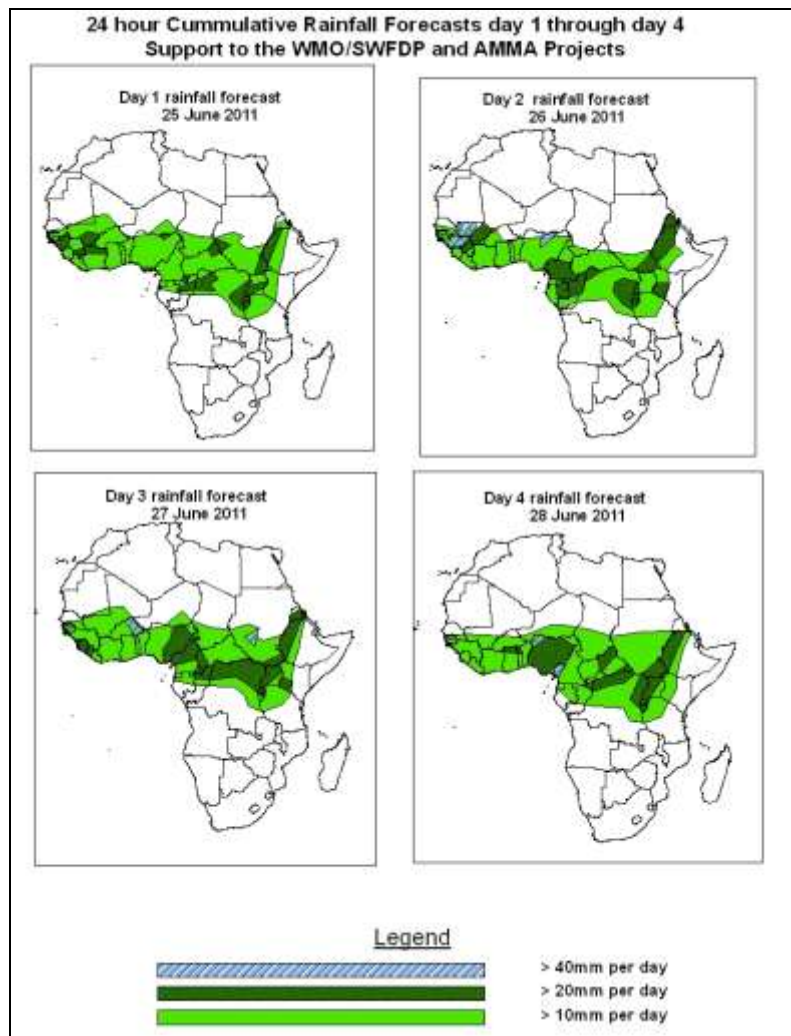 24 hour Cummulative Rainfall Forecasts day 1 through day 4
Support to the WMO/SWFDP and AMMA Projects
Day 1 rainfall forecast
25 June 2011
Day 2 rainfall forecast
26 June 2011
Day 3 rainfall forecast
27 June 2011
Day 4 rainfall forecast
28 June 2011
Legend
> 40mm per day
> 20mm per day
> 10mm per day